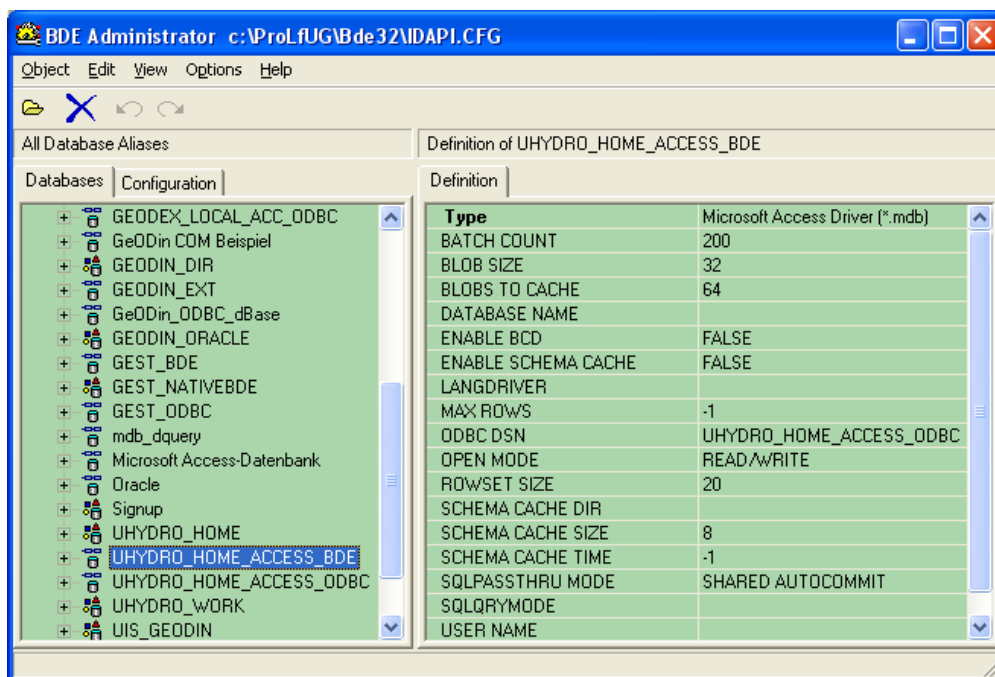 BDE Administrator c:\ProLfUG\Bde32\IDAPI.CFG
Object Edit View Options Help
All Database Aliases
Definition of UHYDRO_HOME_ACCESS_BDE
Databases Configuration
Definition
GEODEX_LOCAL_ACC_ODBC
GeODin COM Beispiel
GEODIN_DIR
GEODIN_EXT
GeODin_ODBC_dBase
GEODIN_ORACLE
GEST_BDE
GEST_NATIVEBDE
GEST_ODBC
mdb_dquery
Microsoft Access-Datenbank
Oracle
Signup
UHYDRO_HOME
UHYDRO_HOME_ACCESS_BDE
UHYDRO_HOME_ACCESS_ODBC
UHYDRO_WORK
UIS_GEODIN
Type Microsoft Access Driver (*.mdb)
BATCH COUNT 200
BLOB SIZE 32
BLOBS TO CACHE 64
DATABASE NAME
ENABLE BCD FALSE
ENABLE SCHEMA CACHE FALSE
LANGDRIVER
MAX ROWS -1
ODBC DSN UHYDRO_HOME_ACCESS_ODBC
OPEN MODE READ/WRITE
ROWSET SIZE 20
SCHEMA CACHE DIR
SCHEMA CACHE SIZE 8
SCHEMA CACHE TIME -1
SQLPASSTHRU MODE SHARED AUTOCOMMIT
SQLQRYMODE
USER NAME